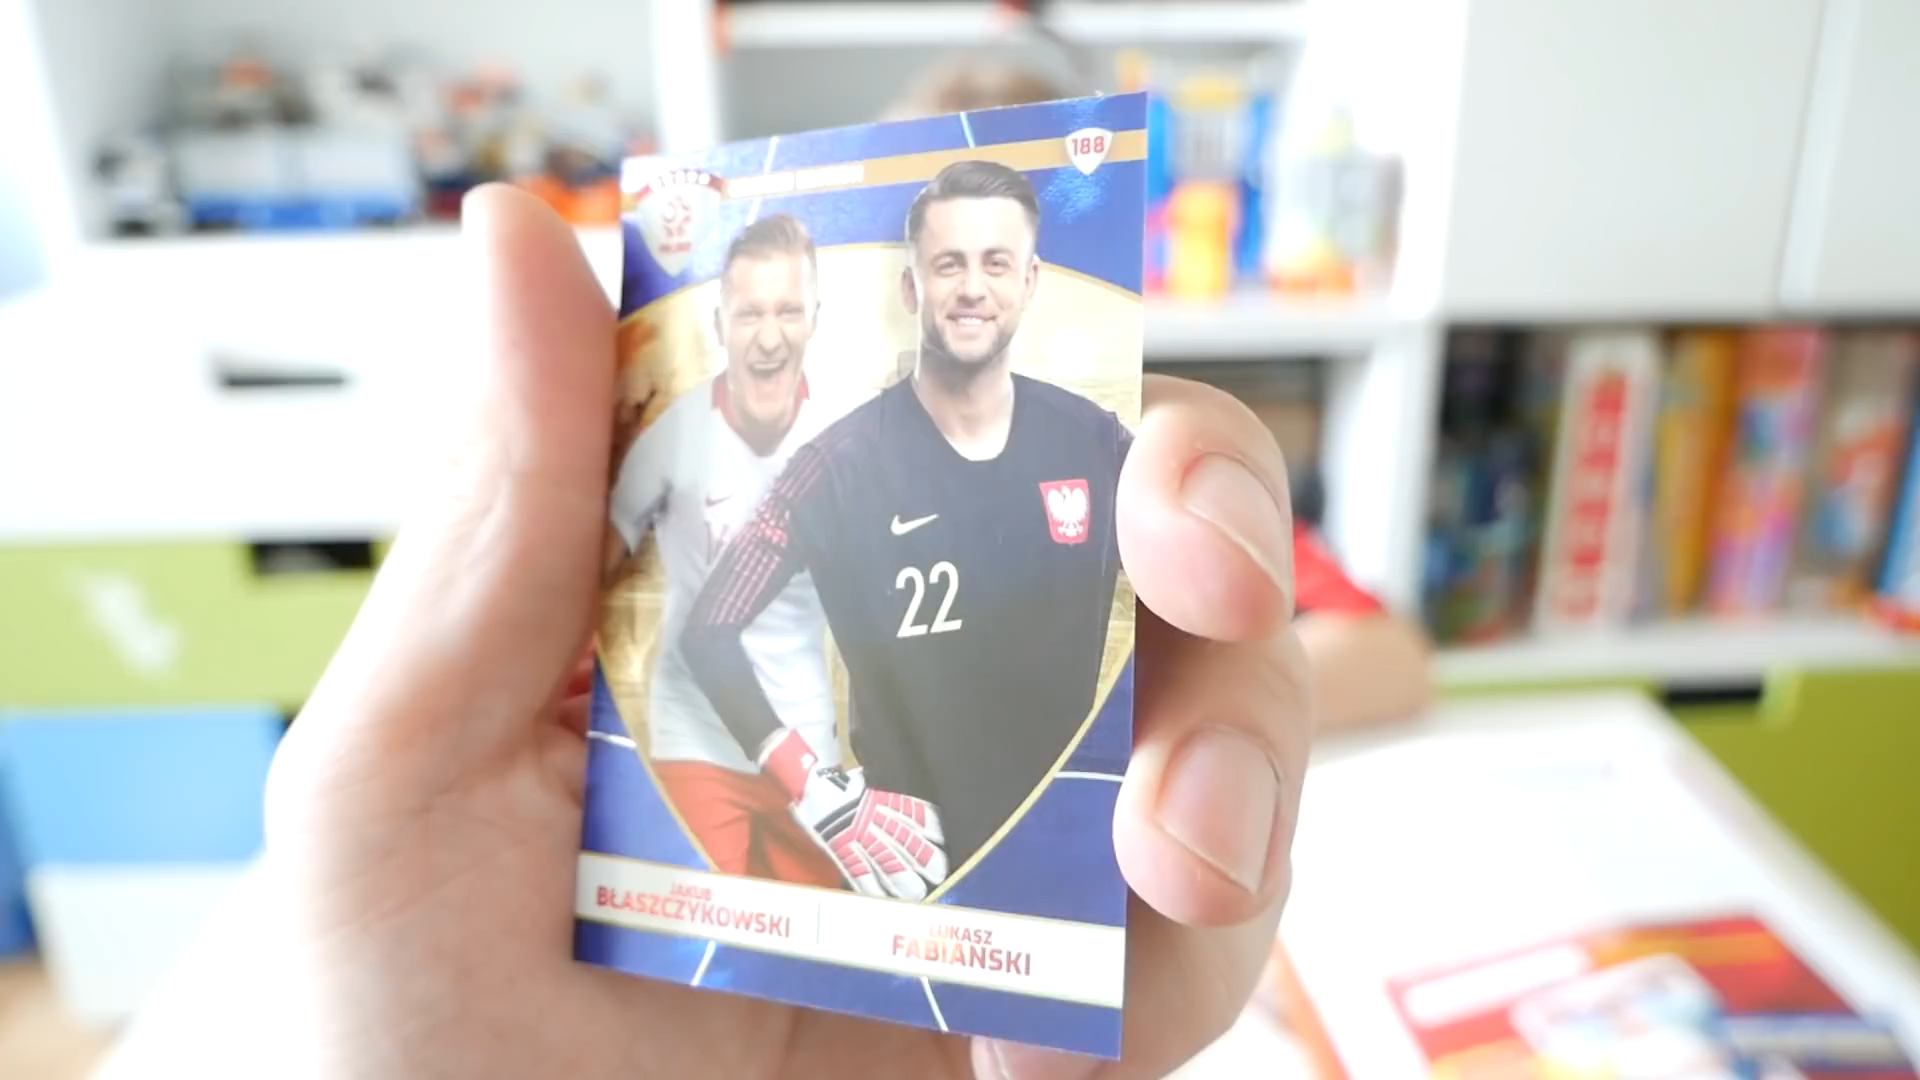 188
22
JAKUB
BŁASZCZYKOWSKI
ŁUKASZ
FABIAŃSKI